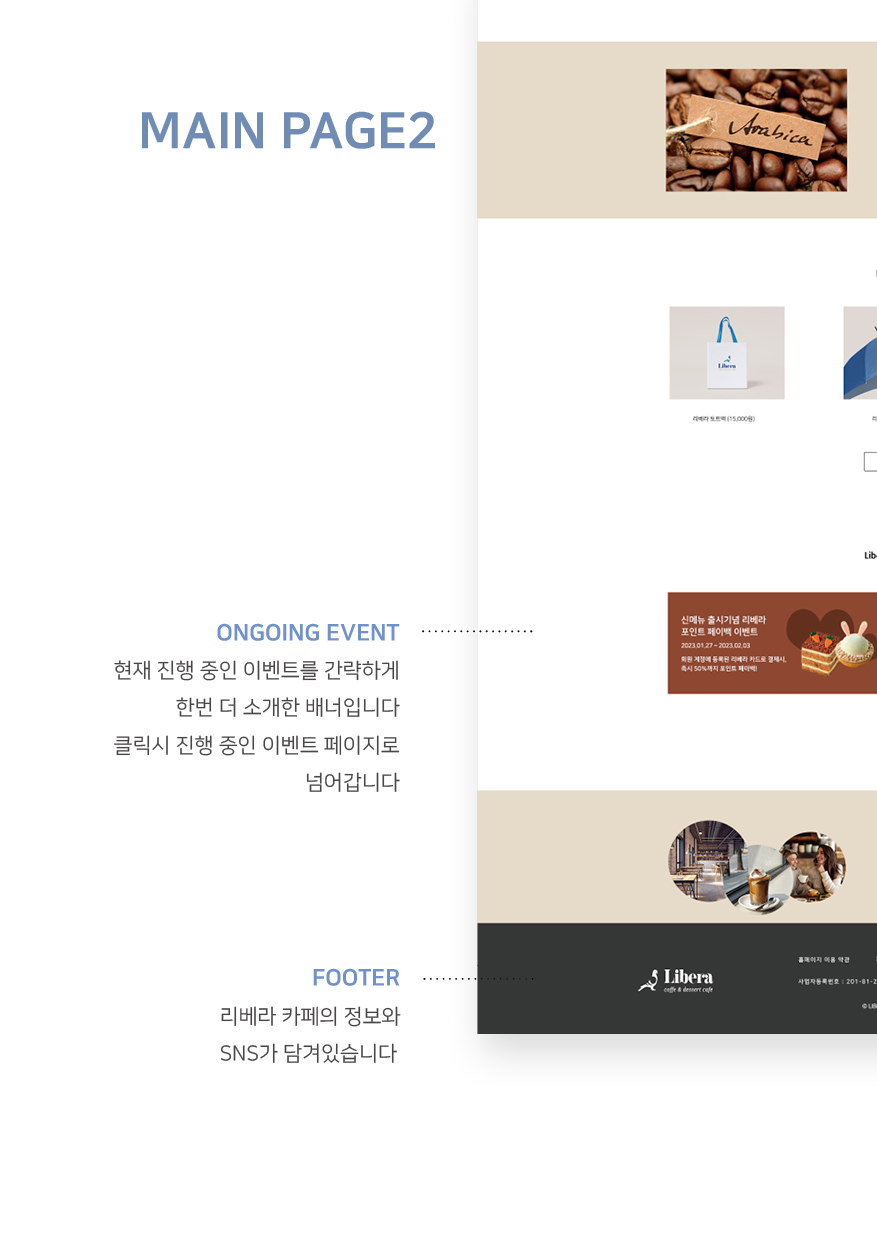 MAIN PAGE2
Arabica
Libera
리베라 토트백 (15,000원)
ONGOING EVENT
현재 진행 중인 이벤트를 간략하게
한번 더 소개한 배너입니다
클릭시 진행 중인 이벤트 페이지로
넘어갑니다
신메뉴 출시기념 리베라
포인트 페이백 이벤트
2023.01.27 ~ 2023.02.03
회원 계정에 등록된 리베라 카드로 결제시,
즉시 50%까지 포인트 페이백!
FOOTER
리베라 카페의 정보와
SNS가 담겨있습니다
Libera
caffe & dessert cafe
홈페이지 이용 약관
사업자등록번호 : 201-81-2